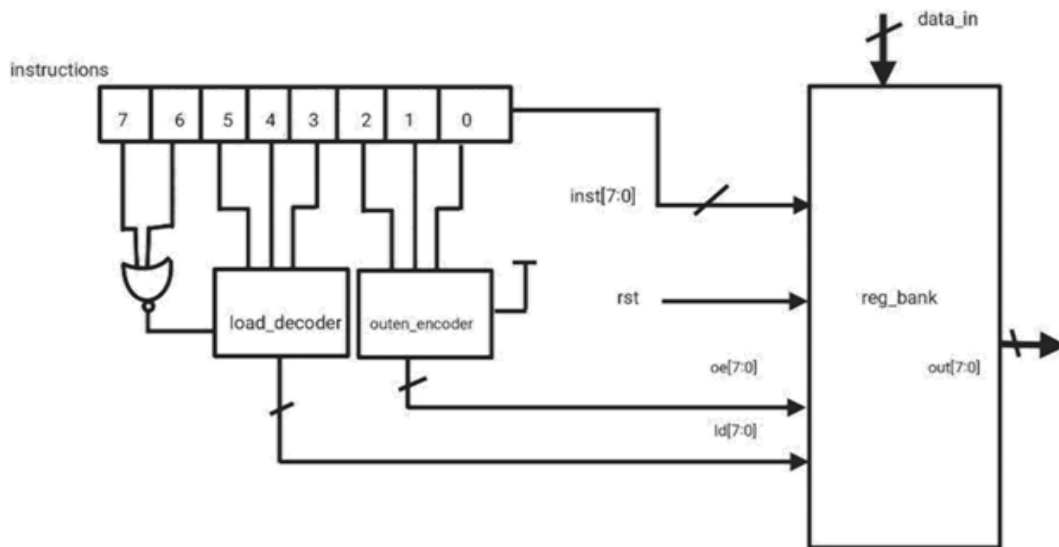 data_in
instructions
7 6 5 4 3 2 1 0
inst[7:0]
rst
reg_bank
load_decoder
outen_encoder
oe[7:0]
out[7:0]
ld[7:0]